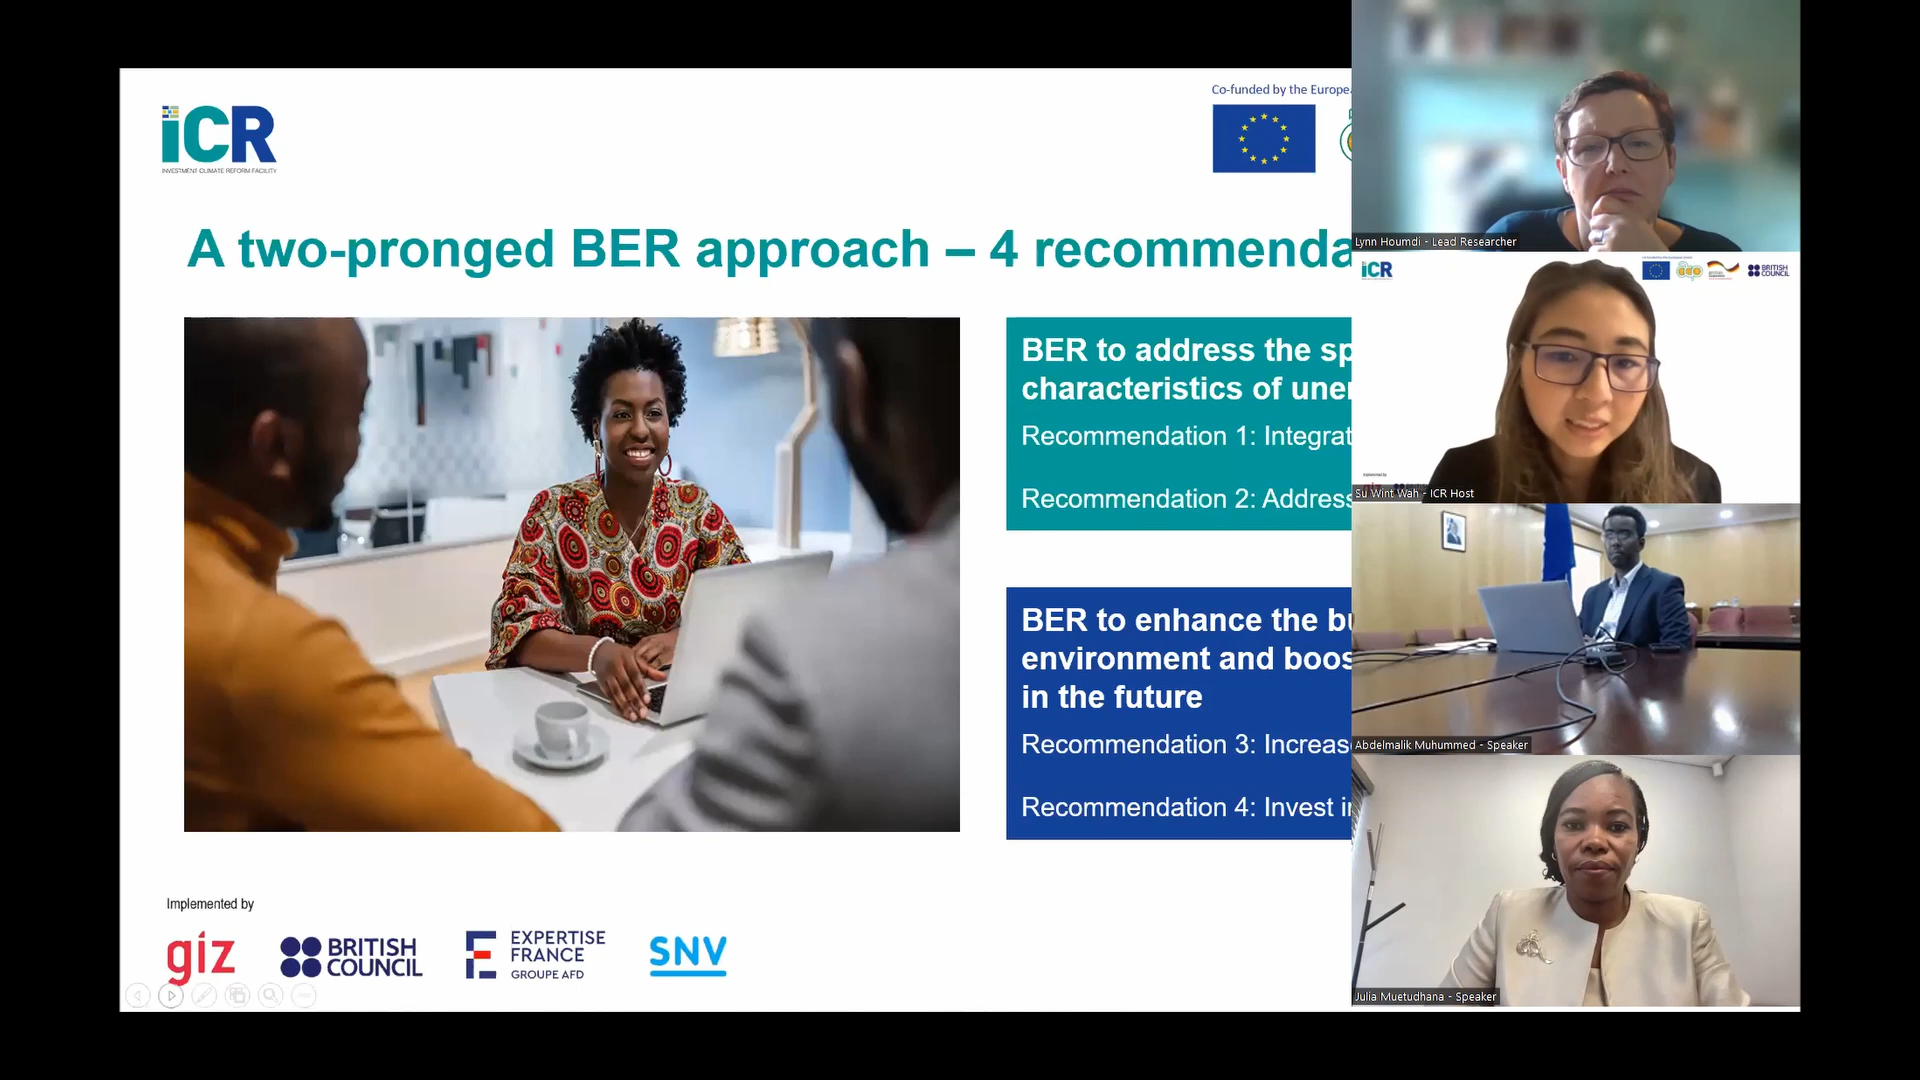 iCR
INVESTMENT CLIMATE REFORM FACILITY
Co-funded by the Europe
A two-pronged BER approach – 4 recommenda
BER to address the sp
characteristics of une
Recommendation 1: Integrat
Recommendation 2: Address
BER to enhance the bu
environment and boos
in the future
Recommendation 3: Increas
Recommendation 4: Invest i
Implemented by
giz
BRITISH
COUNCIL
EXPERTISE
FRANCE
GROUPE AFD
SNV
Lynn Houmdi - Lead Researcher
iCR
BRITISH
COUNCIL
Su Wint Wah - ICR Host
Abdelmalik Muhummed - Speaker
Julia Muetudhana - Speaker